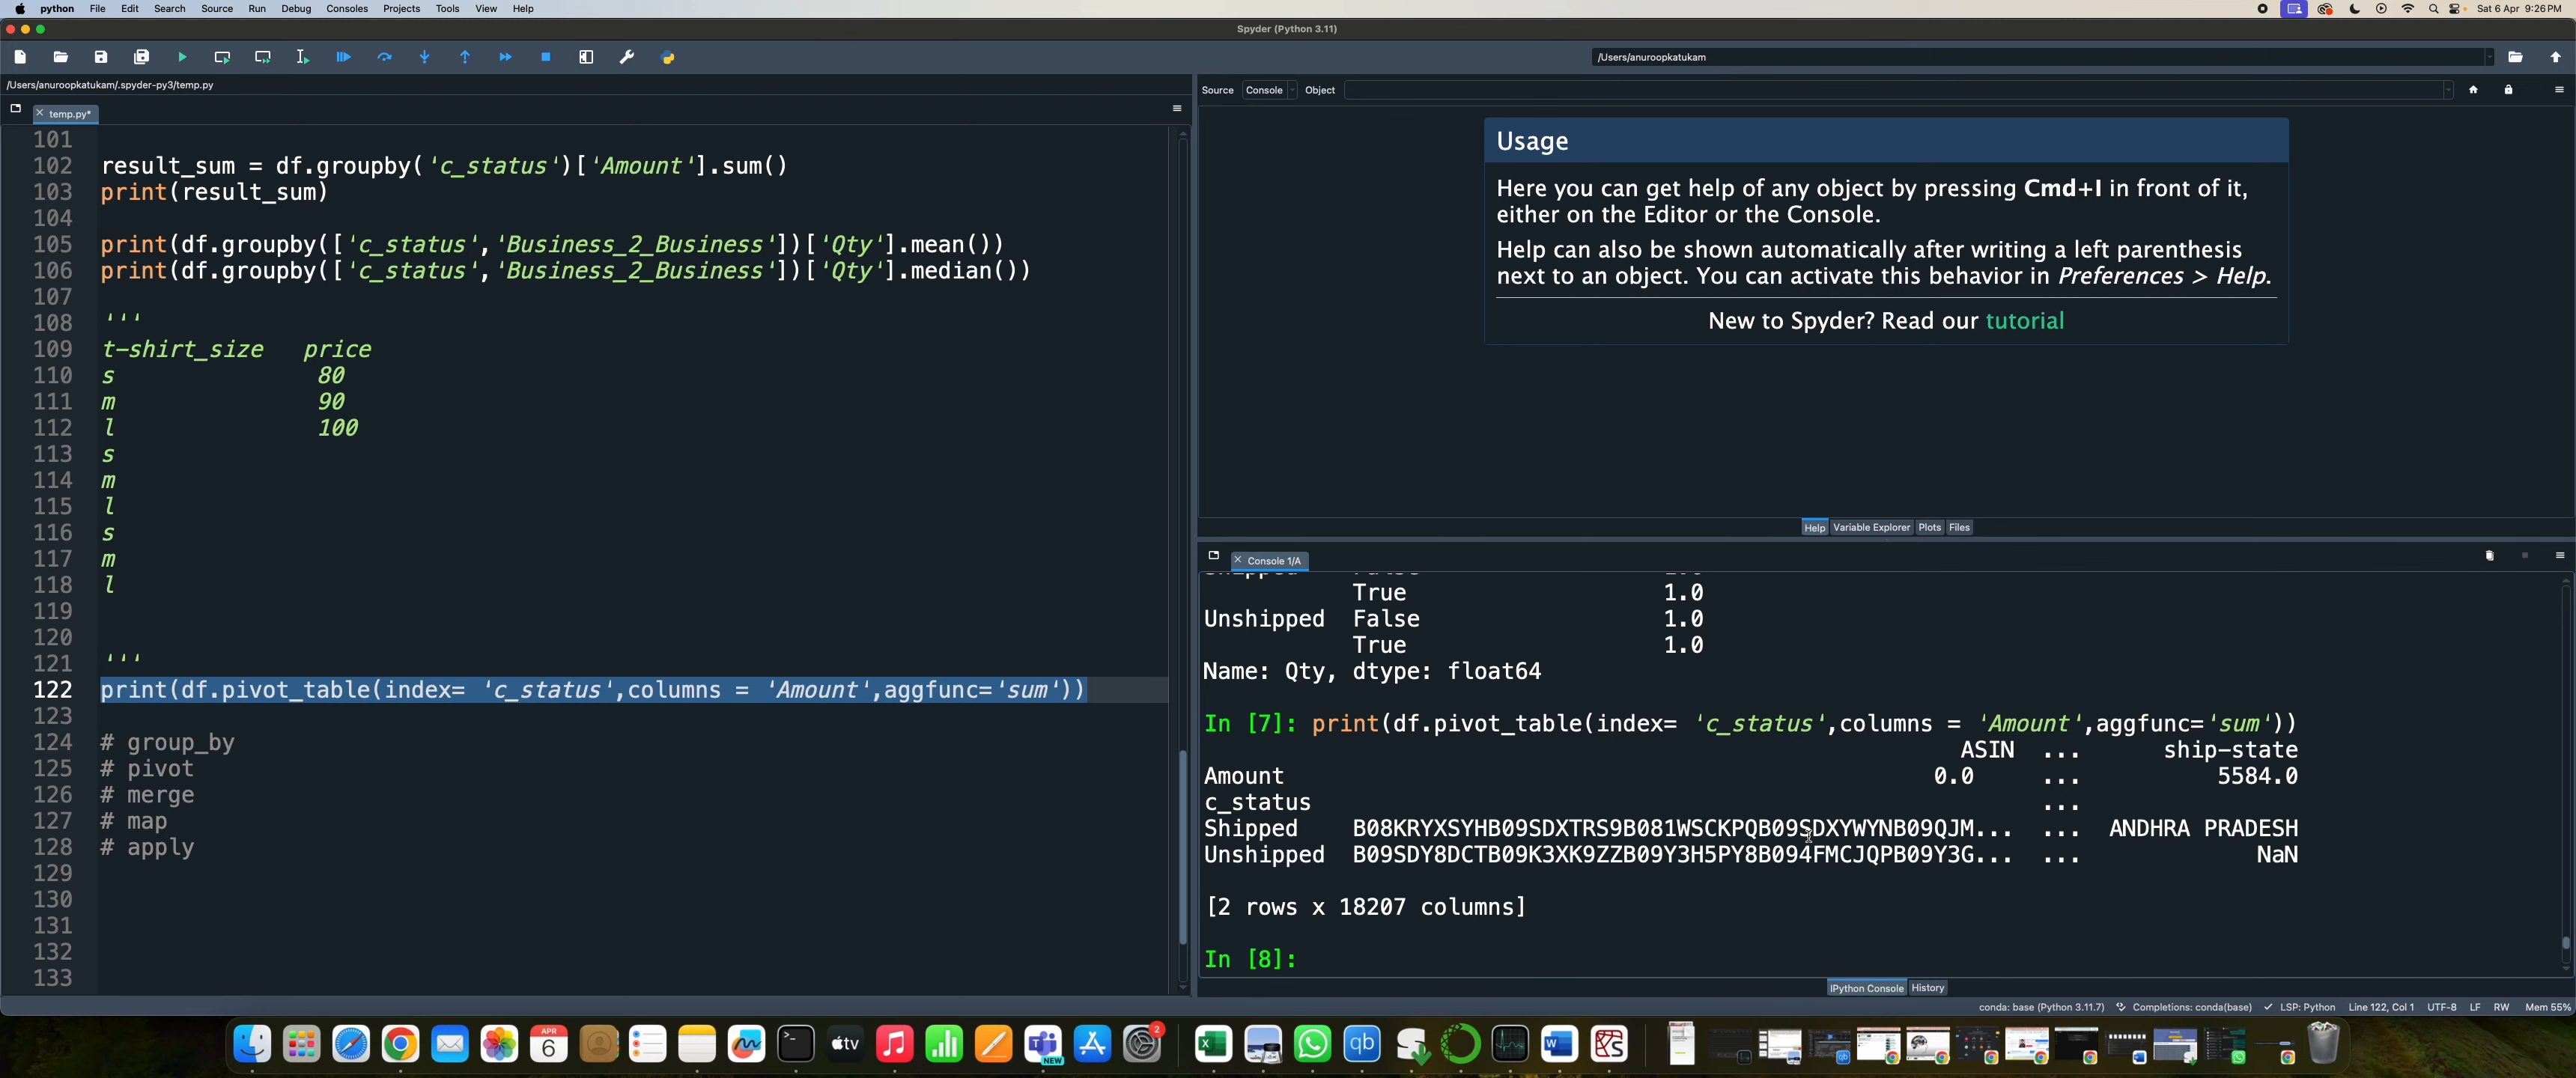 python File Edit Search Source Run Debug Consoles Projects Tools View Help
Sat 6 Apr 9:26 PM
Spyder (Python 3.11)
/Users/anuroopkatukam
/Users/anuroopkatukam/.spyder-py3/temp.py
temp.py*
101
102 result_sum = df.groupby('c_status')['Amount'].sum()
103 print(result_sum)
104
105 print(df.groupby(['c_status','Business_2_Business'])['Qty'].mean())
106 print(df.groupby(['c_status','Business_2_Business'])['Qty'].median())
107
108 '''
109 t-shirt_size price
110 s 80
111 m 90
112 l 100
113 s
114 m
115 l
116 s
117 m
118 l
119
120
121 '''
122 print(df.pivot_table(index= 'c_status',columns = 'Amount',aggfunc='sum'))
123
124 # group_by
125 # pivot
126 # merge
127 # map
128 # apply
129
130
131
132
133
Source Console Object
Usage
Here you can get help of any object by pressing Cmd+I in front of it,
either on the Editor or the Console.
Help can also be shown automatically after writing a left parenthesis
next to an object. You can activate this behavior in Preferences > Help.
New to Spyder? Read our tutorial
Help Variable Explorer Plots Files
Console 1/A
True 1.0
Unshipped False 1.0
True 1.0
Name: Qty, dtype: float64
In [7]: print(df.pivot_table(index= 'c_status',columns = 'Amount',aggfunc='sum'))
ASIN ... ship-state
Amount 0.0 ... 5584.0
c_status ...
Shipped B08KRYXSYHB09SDXTRS9B081WSCKPQB09SDXYWYNB09QJM... ... ANDHRA PRADESH
Unshipped B09SDY8DCTB09K3XK9ZZB09Y3H5PY8B094FMCJQPB09Y3G... ... NaN
[2 rows x 18207 columns]
In [8]:
IPython Console History
conda: base (Python 3.11.7) Completions: conda(base) LSP: Python Line 122, Col 1 UTF-8 LF RW Mem 55%
APR
6
tv
NEW
2
qb
W